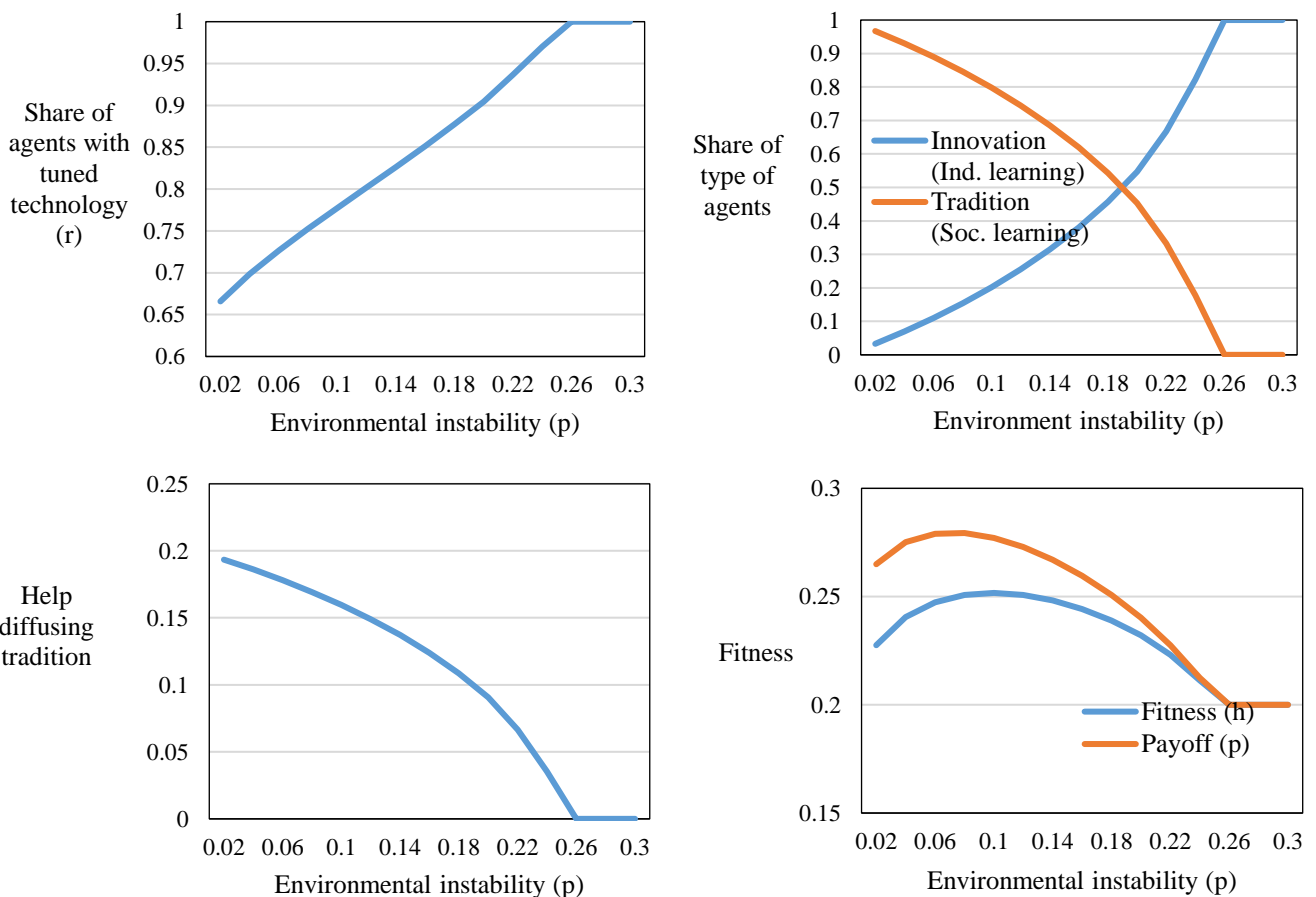 Share of
agents with
tuned
technology
(r)
1
0.95
0.9
0.85
0.8
0.75
0.7
0.65
0.6
0.02 0.06 0.1 0.14 0.18 0.22 0.26 0.3
Environmental instability (p)
Share of
type of
agents
1
0.9
0.8
0.7
0.6
0.5
0.4
0.3
0.2
0.1
0
Innovation
(Ind. learning)
Tradition
(Soc. learning)
0.02 0.06 0.1 0.14 0.18 0.22 0.26 0.3
Environment instability (p)
Help
diffusing
tradition
0.25
0.2
0.15
0.1
0.05
0
0.02 0.06 0.1 0.14 0.18 0.22 0.26 0.3
Environmental instability (p)
Fitness
0.3
0.25
0.2
0.15
Fitness (h)
Payoff (p)
0.02 0.06 0.1 0.14 0.18 0.22 0.26 0.3
Environmental instability (p)